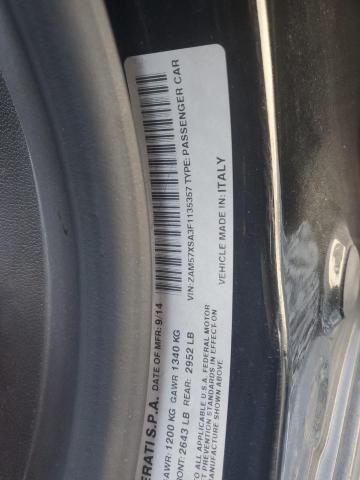 ERATI S.P.A. DATE OF MFR: 9/14
GAWR: 1200 KG GAWR 1340 KG
FRONT: 2643 LB REAR: 2952 LB
TO ALL APPLICABLE U.S.A. FEDERAL MOTOR
T PREVENTION STANDARDS IN EFFECT ON
MANUFACTURE SHOWN ABOVE.
VIN: ZAM57XSA3F1135357 TYPE: PASSENGER CAR
VEHICLE MADE IN: ITALY